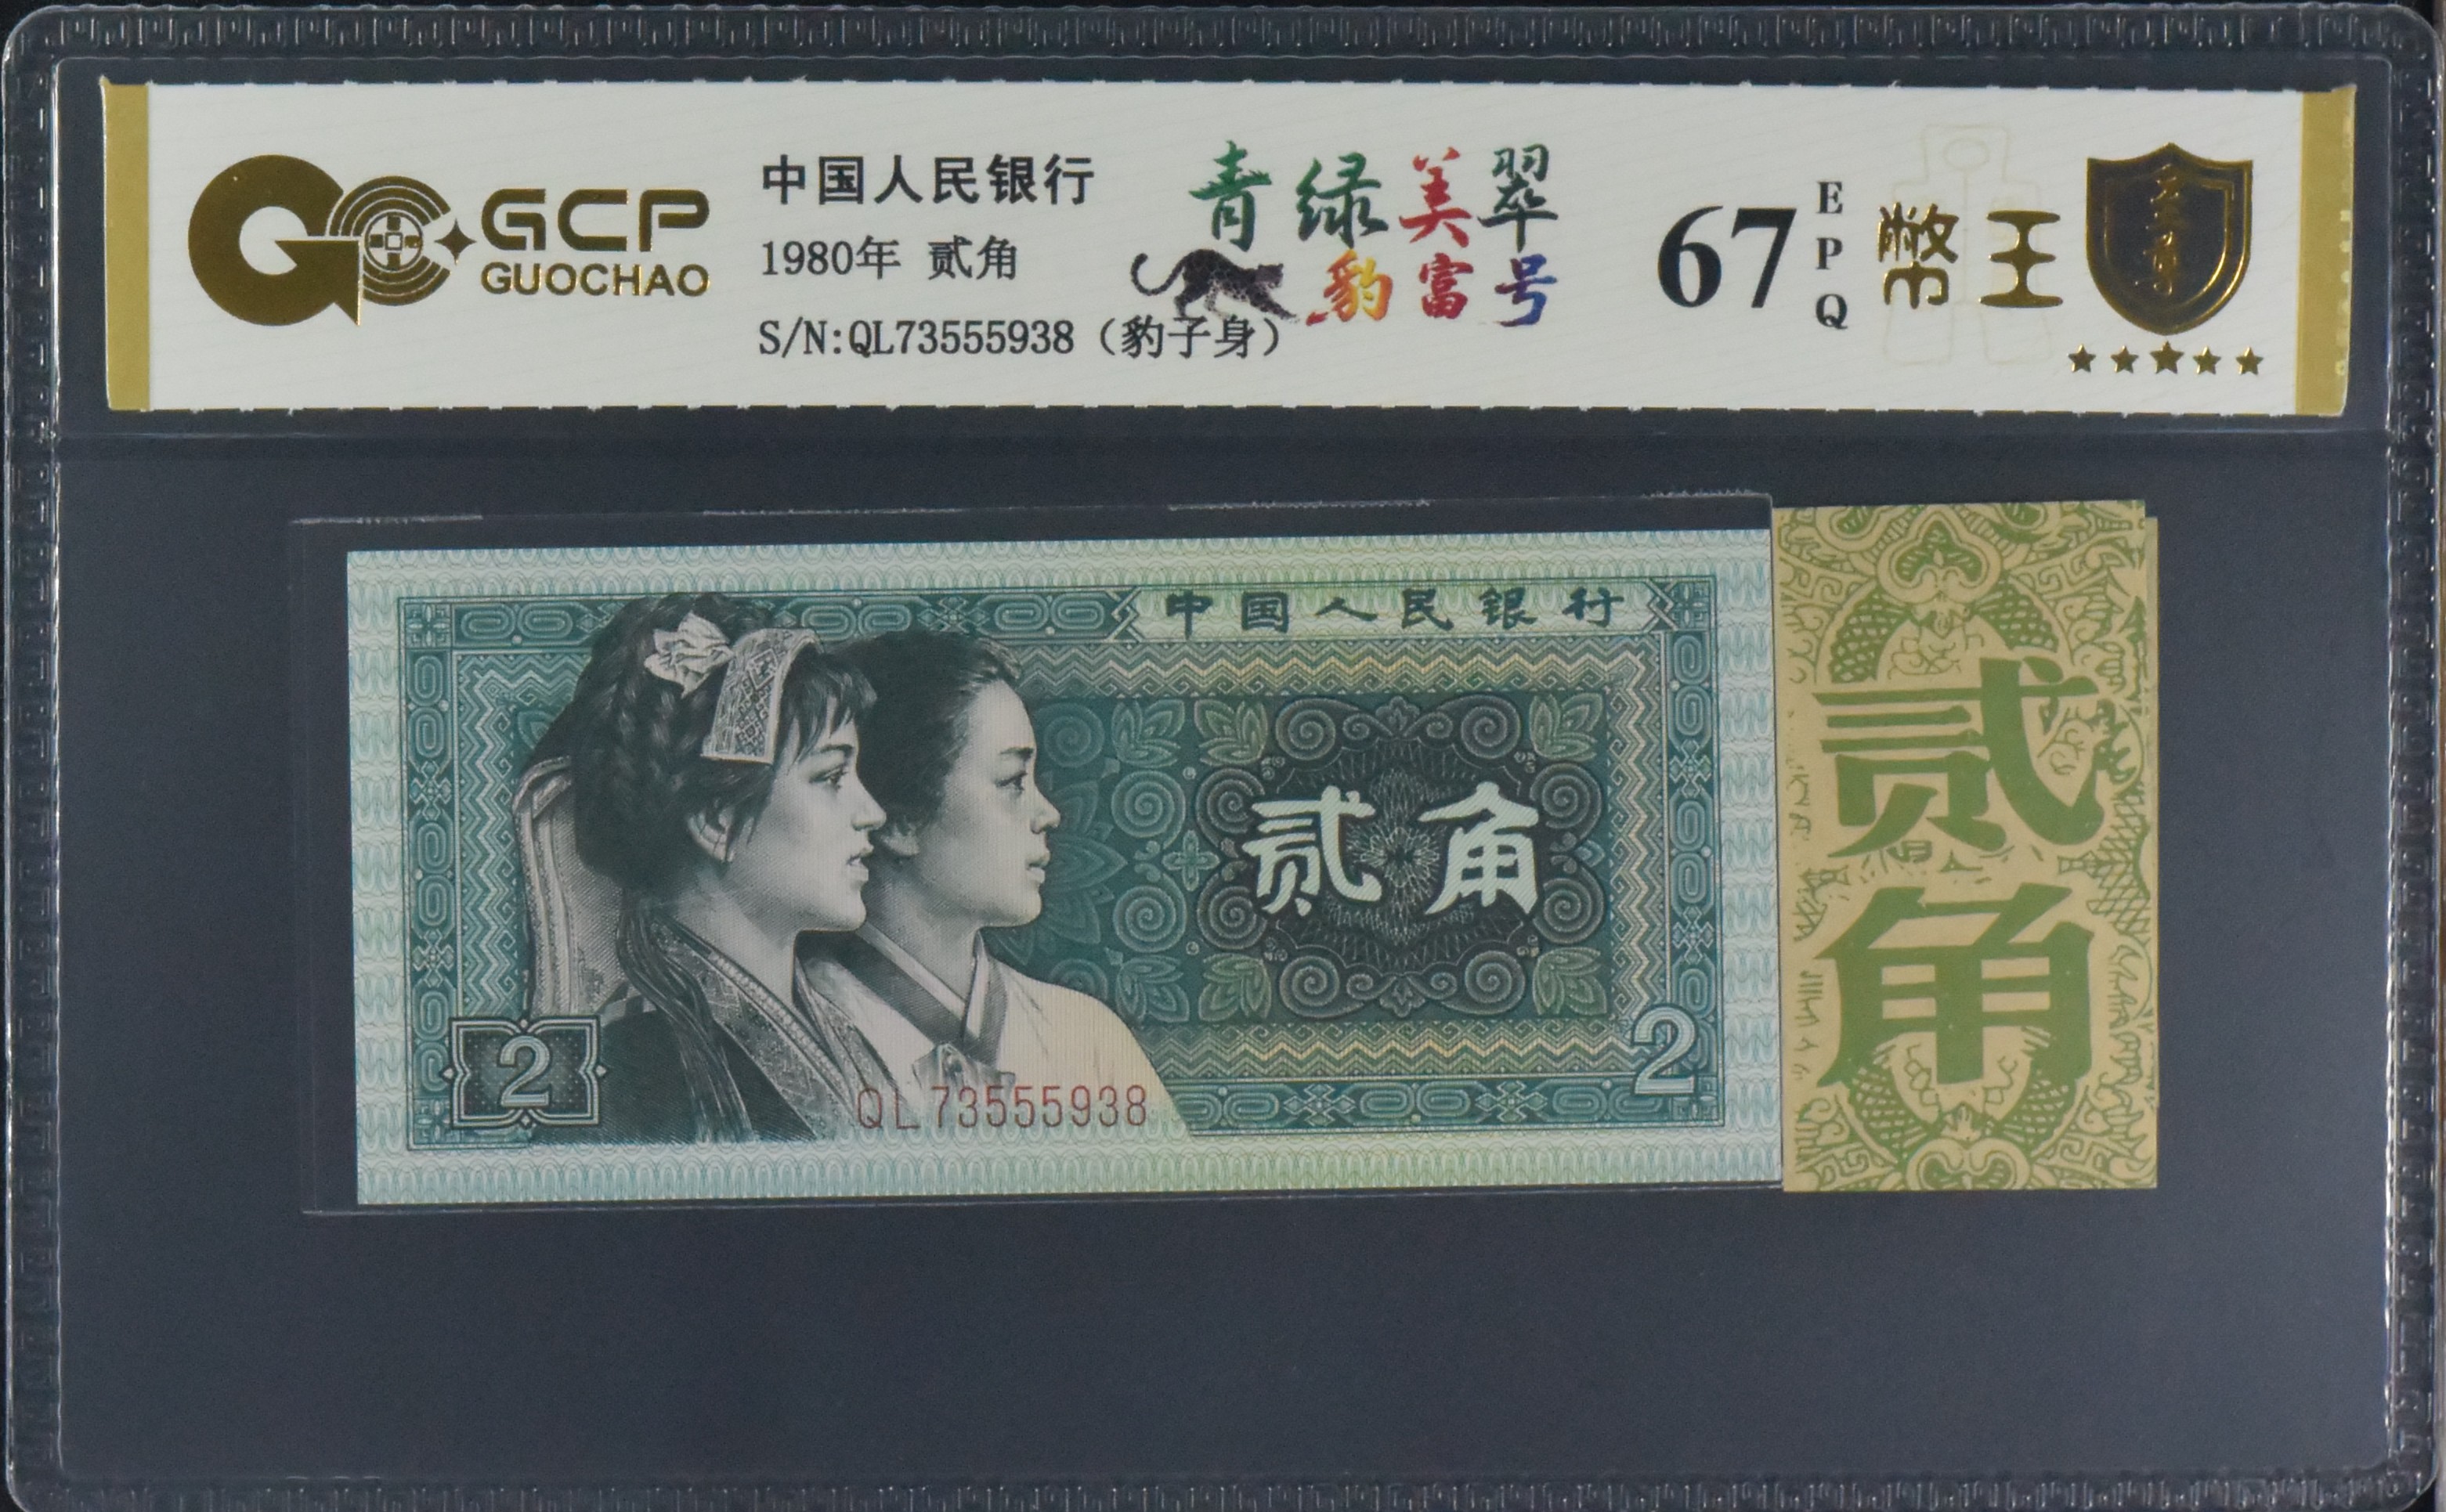 GCP
GUOCHAO
中国人民银行
1980年 贰角
S/N:QL73555938（豹子身）
青绿美翠
豹富号
67
EPQ
幣王
中国人民银行
贰角
2
2
QL73555938
贰角